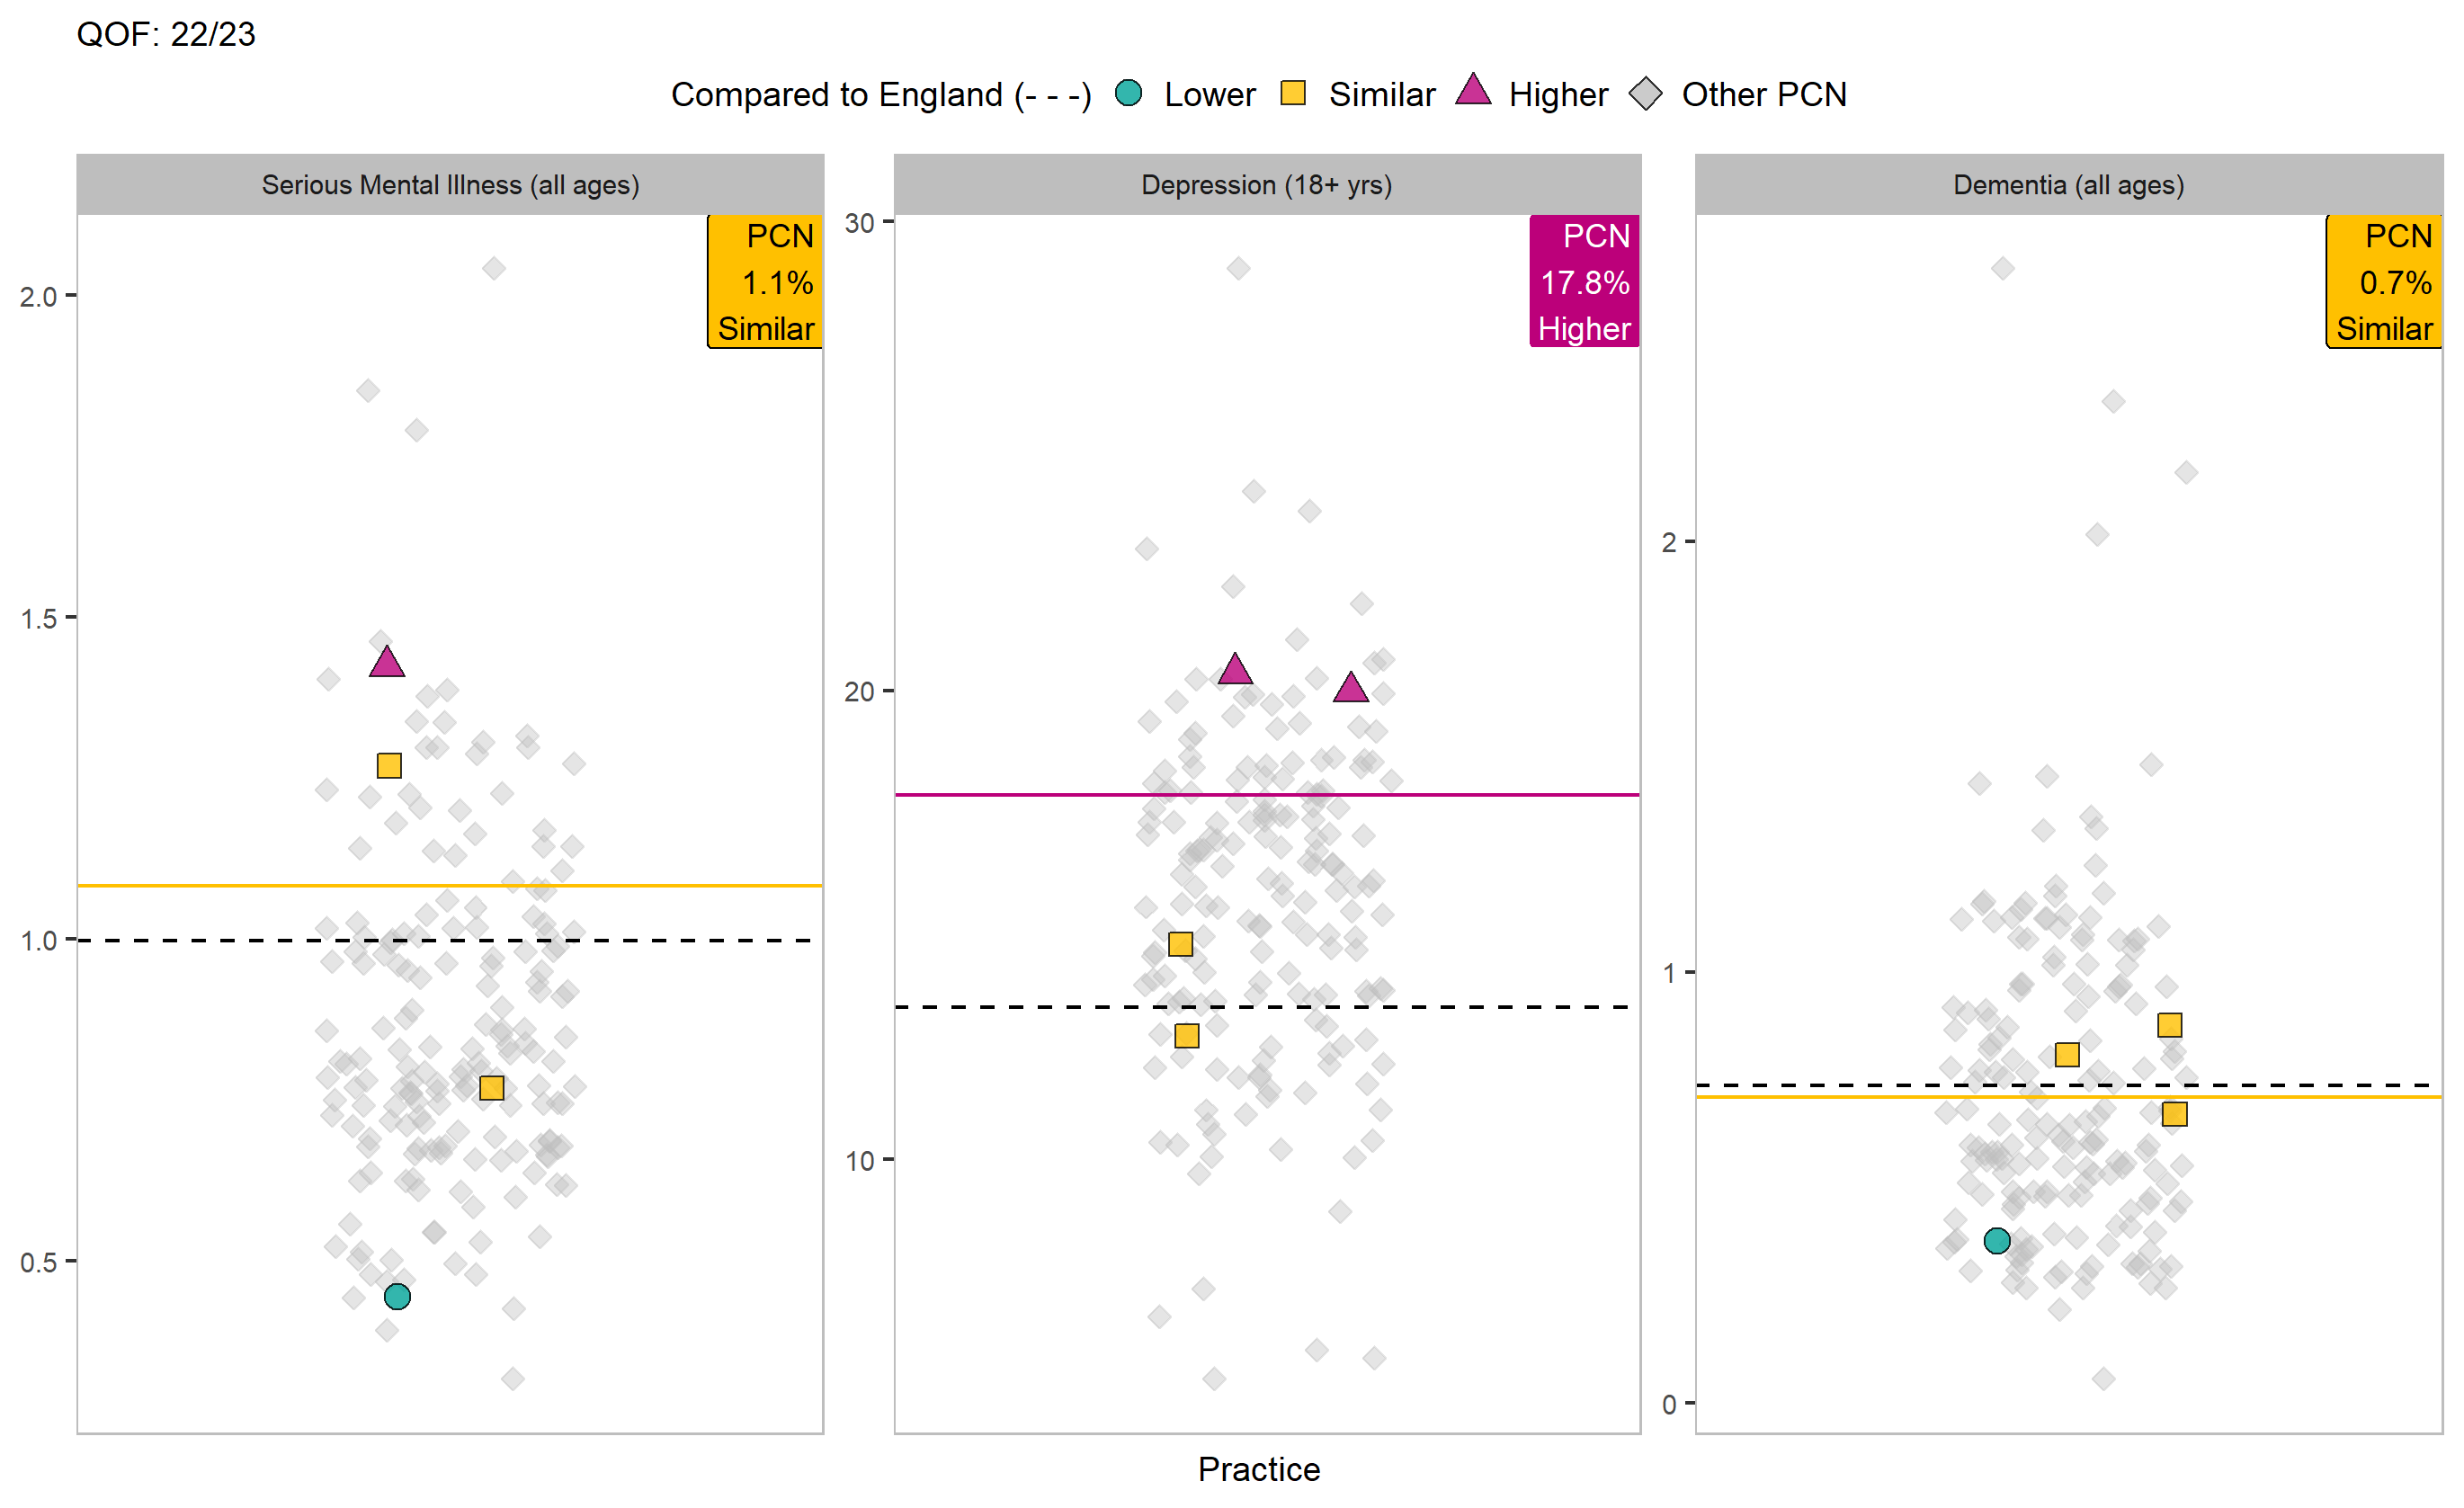 QOF: 22/23
Compared to England (- - -) Lower Similar Higher Other PCN
Serious Mental Illness (all ages)
PCN
1.1%
Similar
2.0
1.5
1.0
0.5
Depression (18+ yrs)
PCN
17.8%
Higher
30
20
10
Dementia (all ages)
PCN
0.7%
Similar
2
1
0
Practice